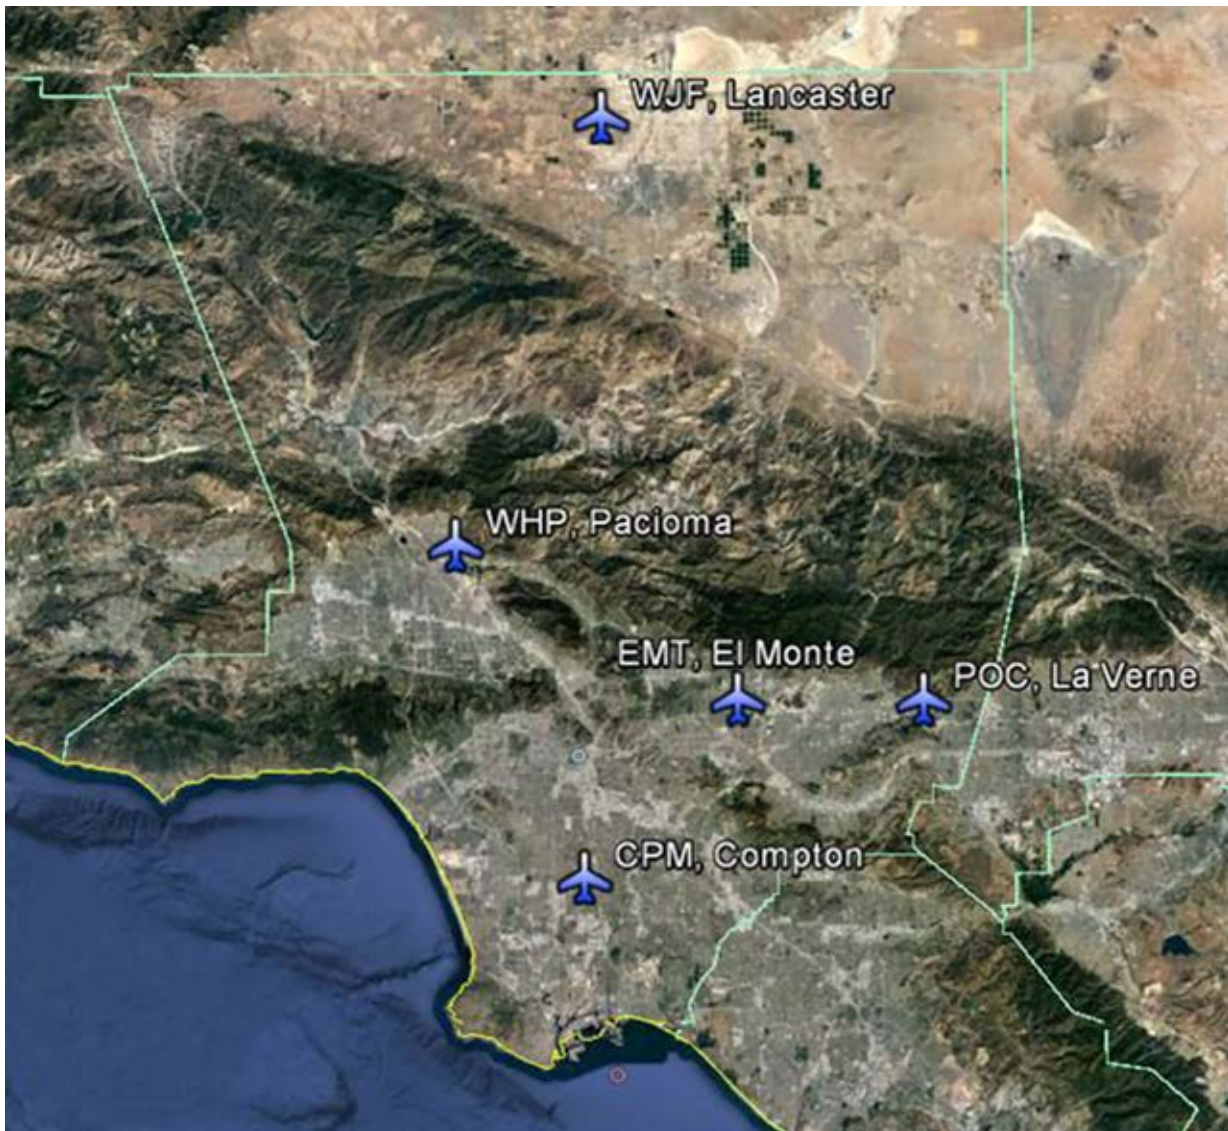 WJF, Lancaster
WHP, Pacioma
EMT, El Monte
POC, La Verne
CPM, Compton